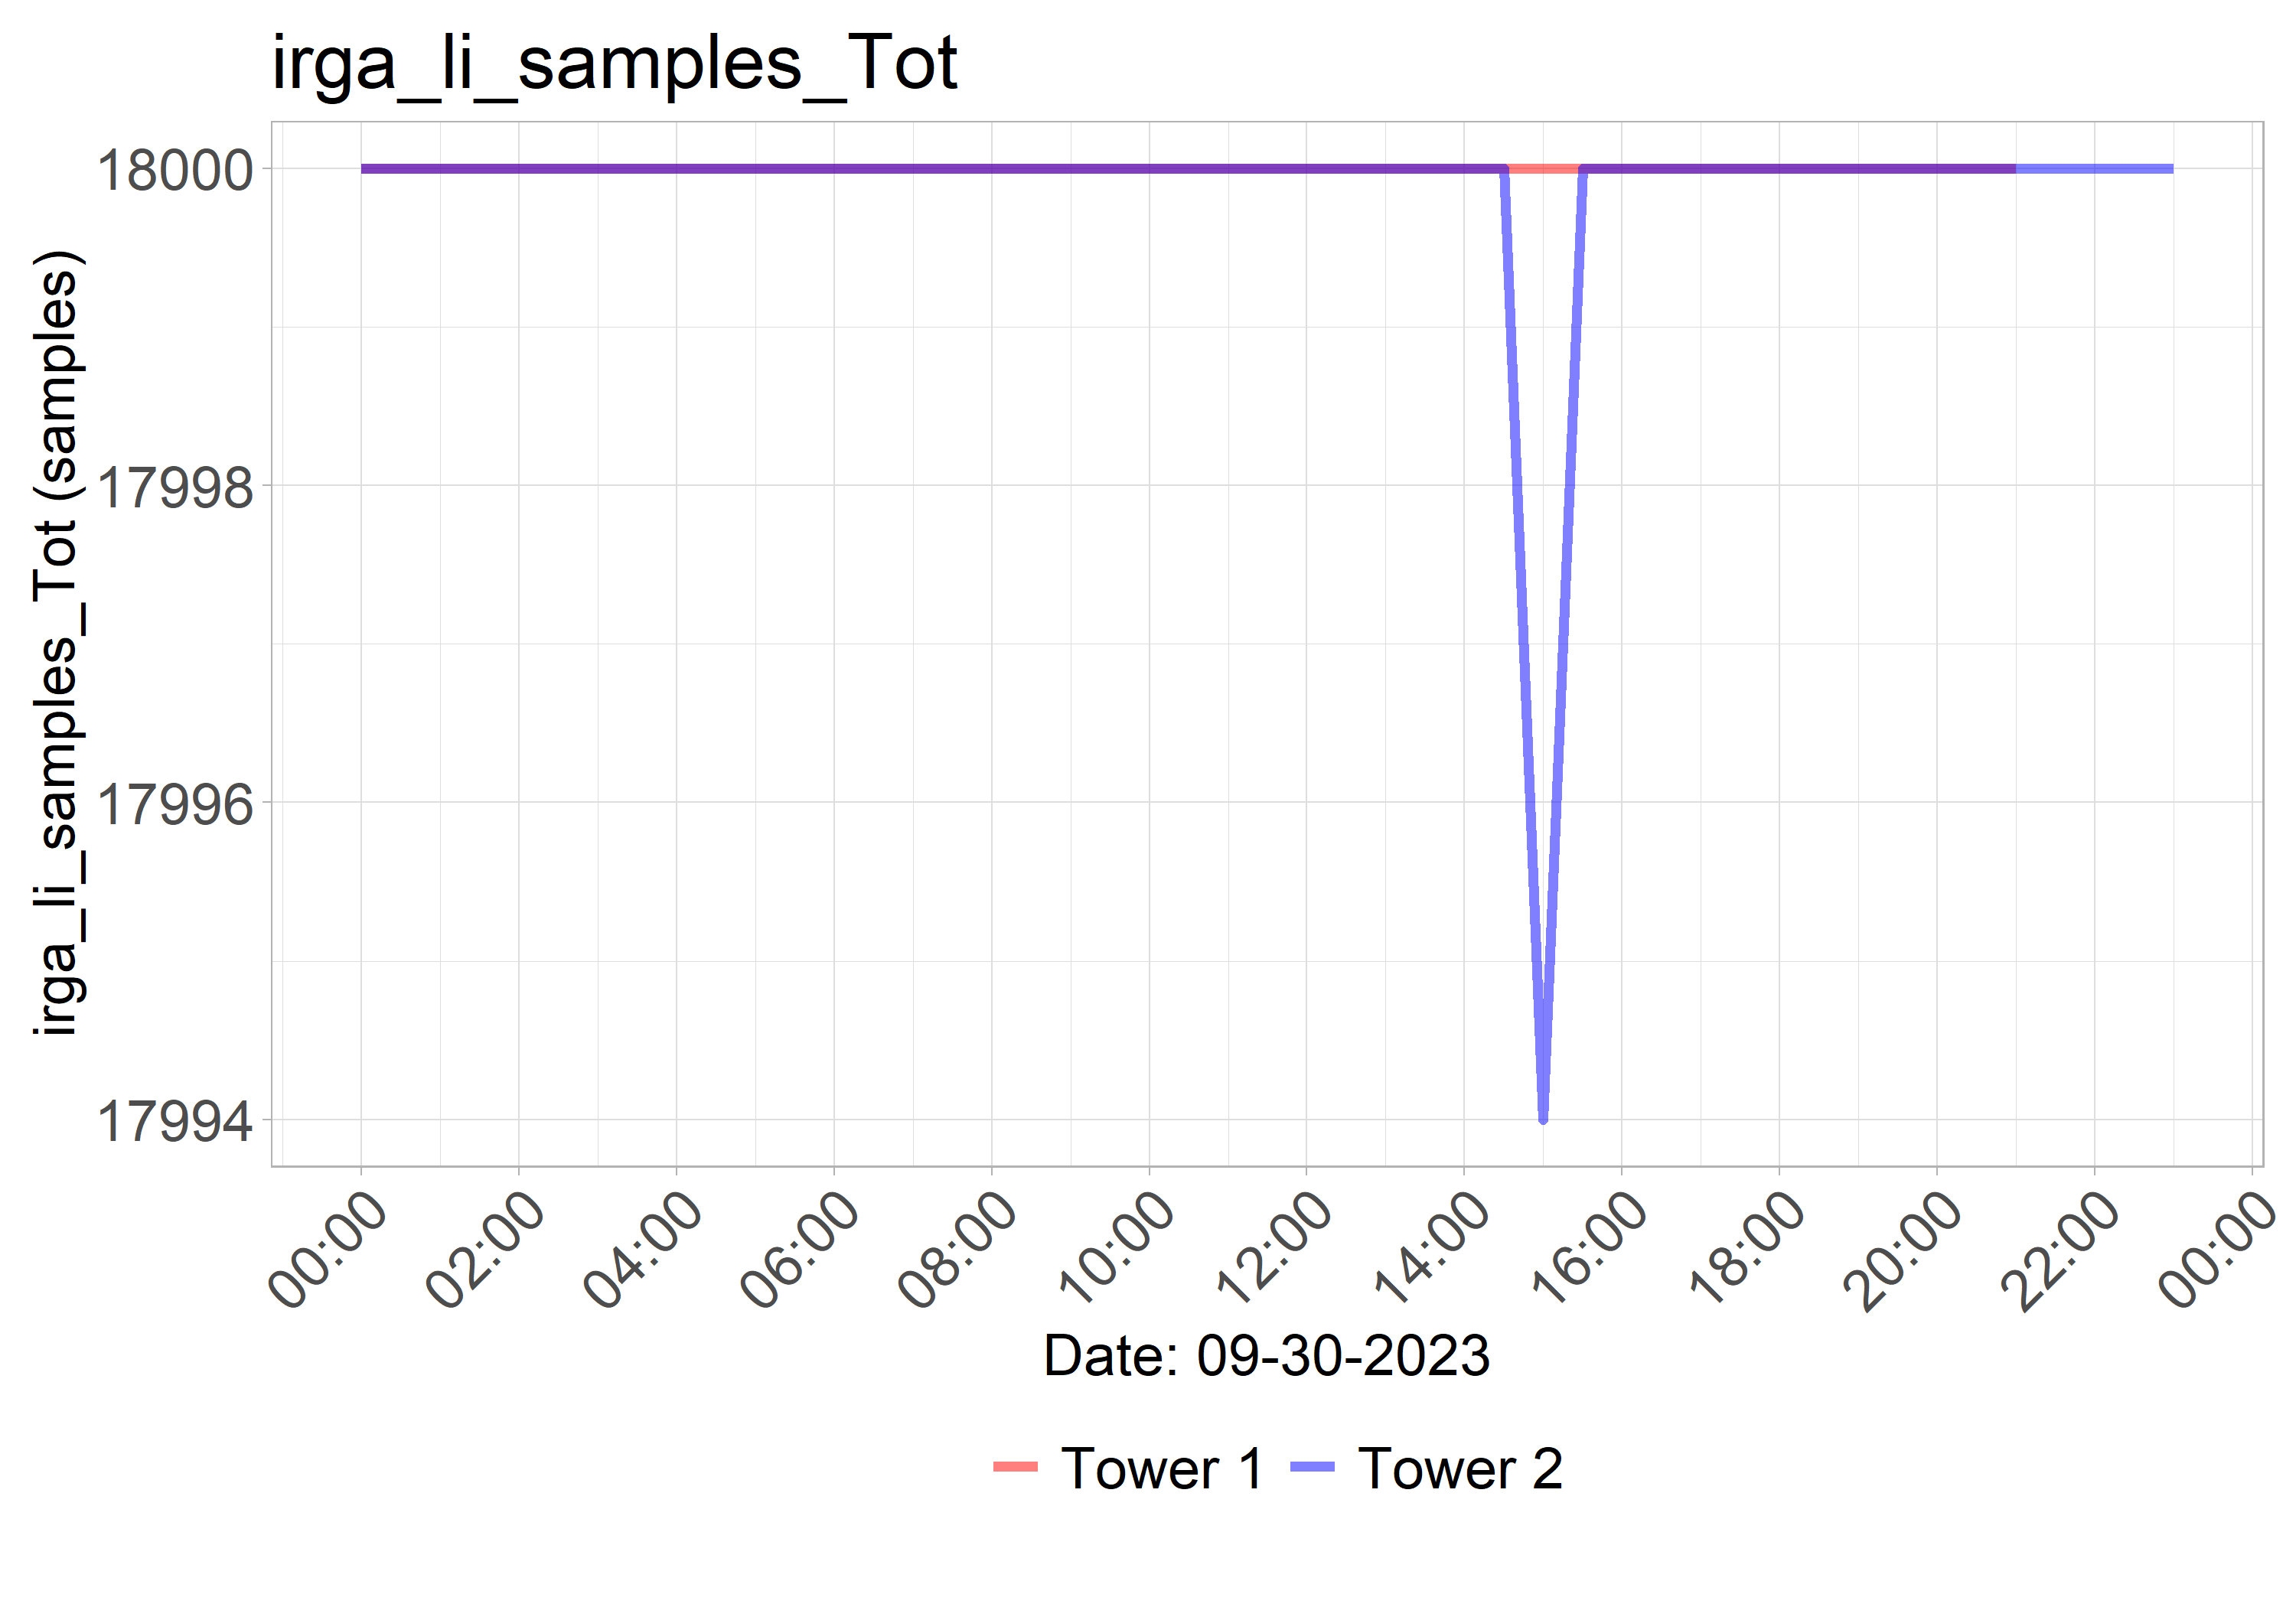 irga_li_samples_Tot
irga_li_samples_Tot (samples)
18000
17998
17996
17994
00:00 02:00 04:00 06:00 08:00 10:00 12:00 14:00 16:00 18:00 20:00 22:00 00:00
Date: 09-30-2023
Tower 1 Tower 2